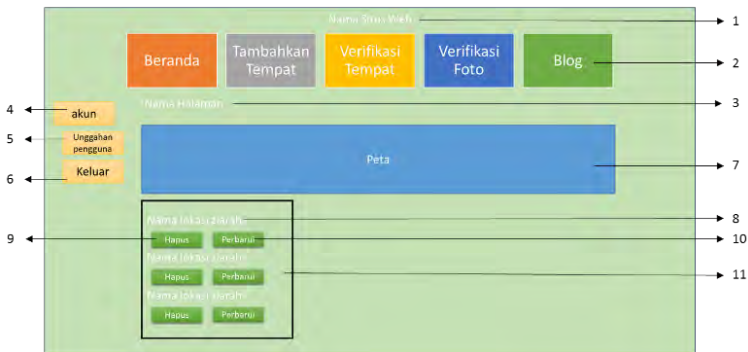 Nama Situs Web
1
Beranda
Tambahkan
Tempat
Verifikasi
Tempat
Verifikasi
Foto
Blog
2
Nama Halaman
3
4
akun
5
Unggahan
pengguna
6
Keluar
Peta
7
Nama lokasi ziarah
8
9
Hapus
Perbarui
10
Nama lokasi ziarah
11
Hapus
Perbarui
Nama lokasi ziarah
Hapus
Perbarui